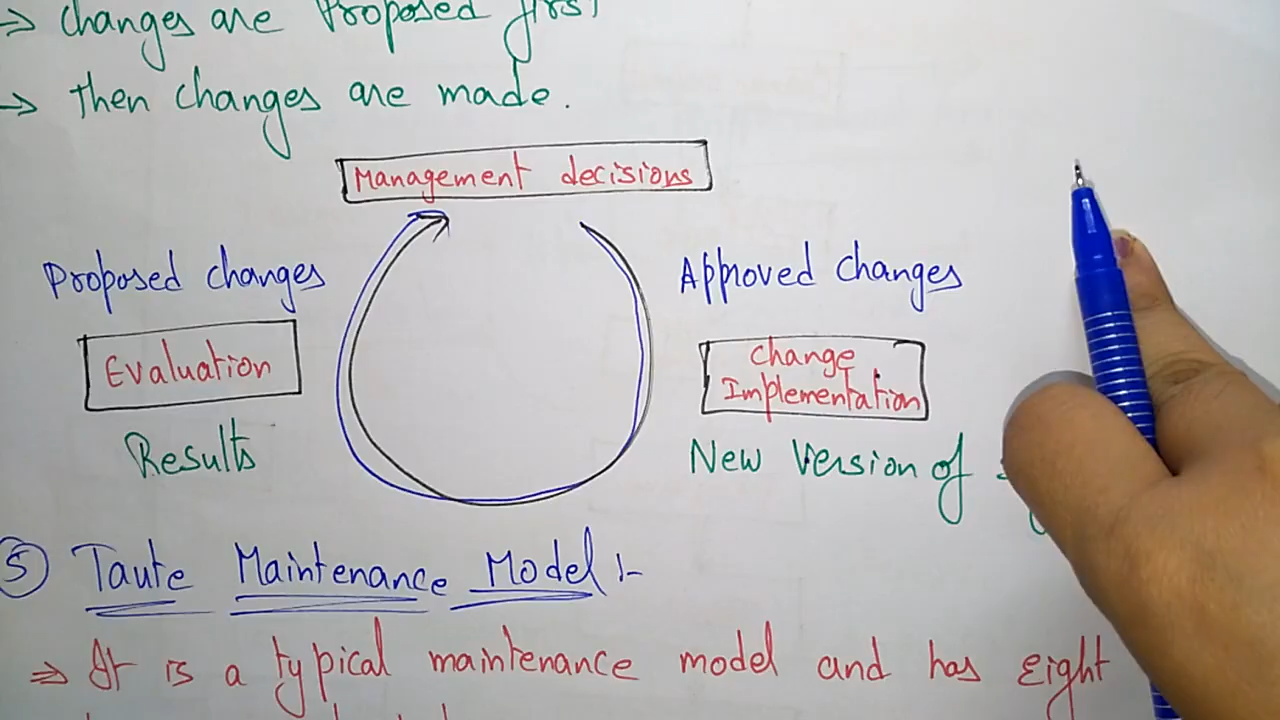 → changes are Proposed first
→ then changes are made.
Management decisions
Proposed changes
Approved changes
Evaluation
Change
Implementation
Results
New Version of
⑤ Taute Maintenance Model :-
⇒ It is a typical maintenance model and has Eight